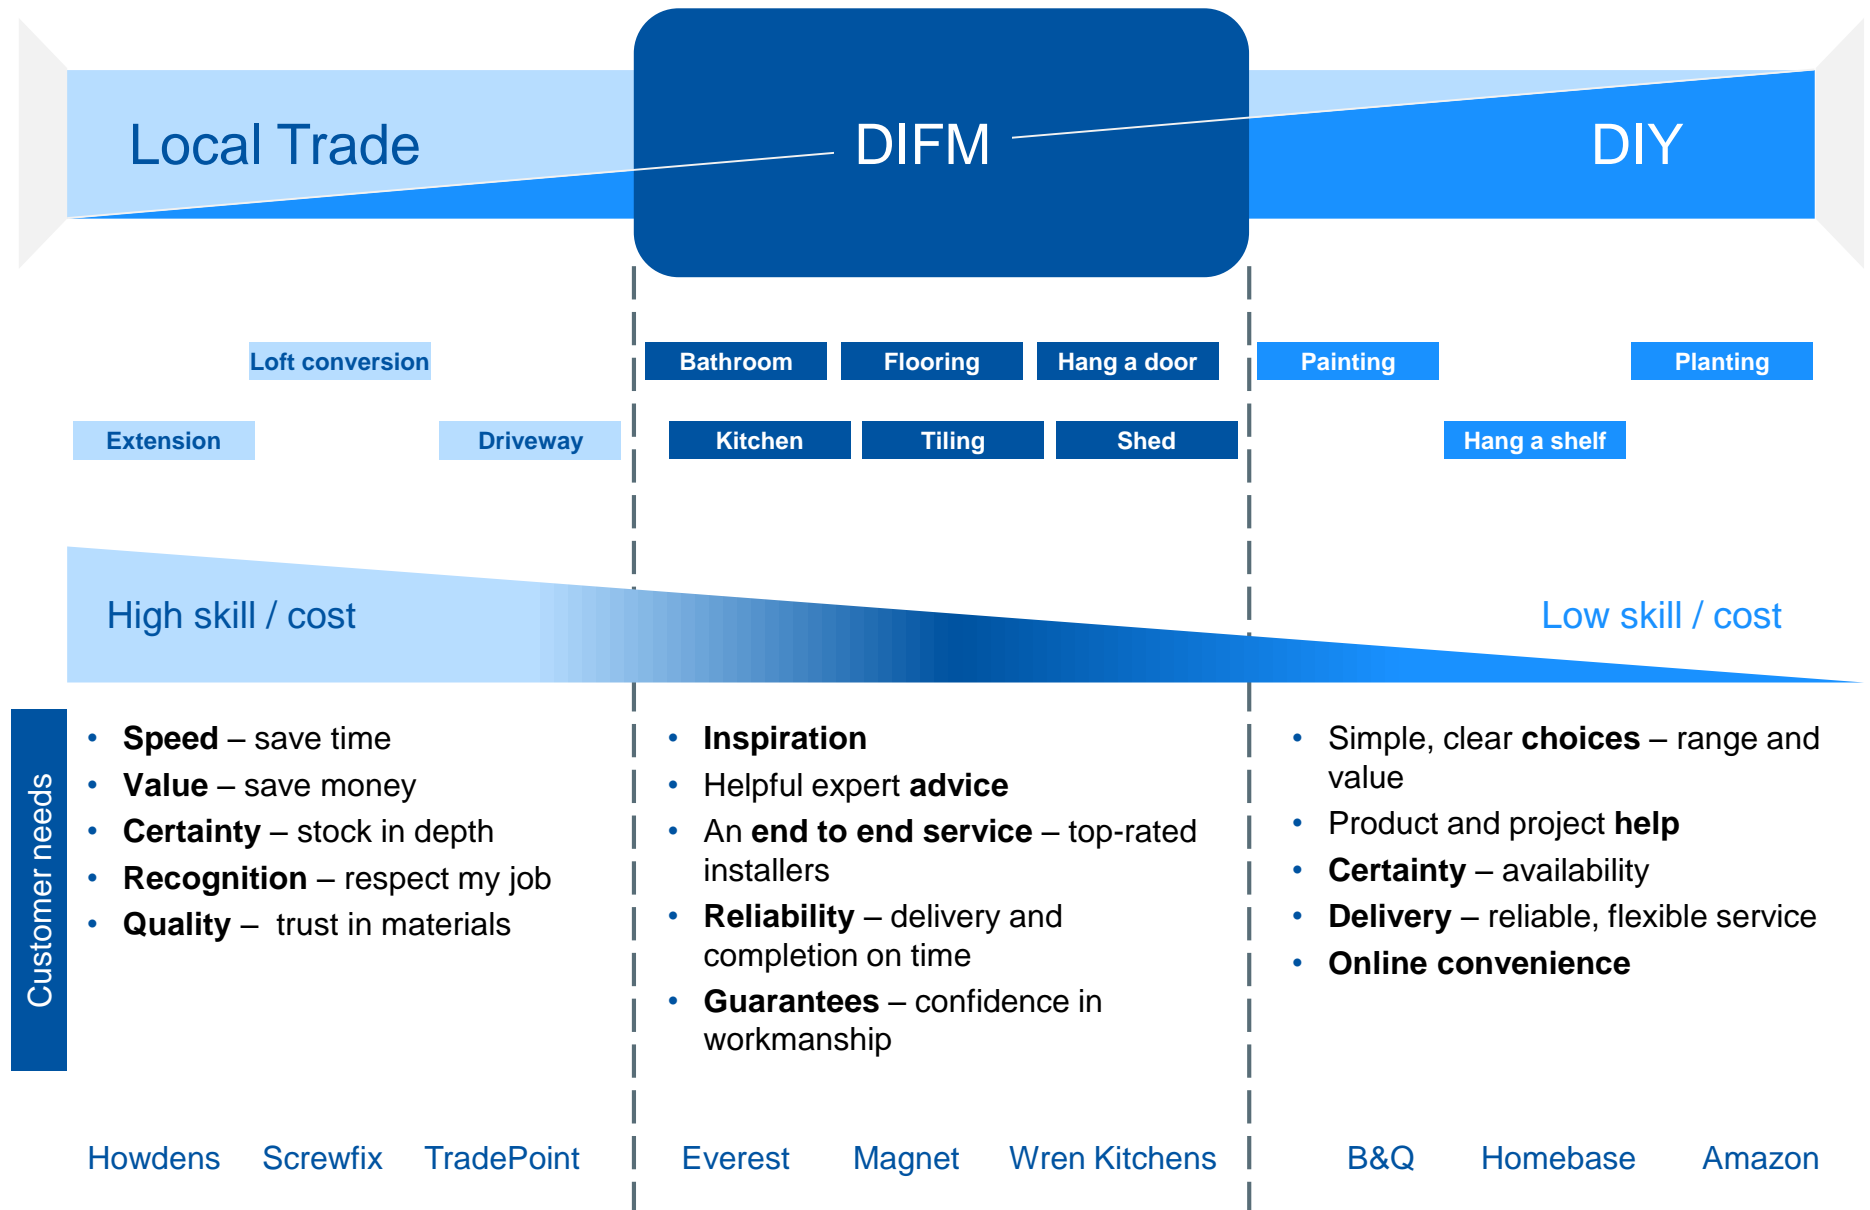 Local Trade
DIFM
DIY
Loft conversion
Bathroom
Flooring
Hang a door
Painting
Planting
Extension
Driveway
Kitchen
Tiling
Shed
Hang a shelf
High skill / cost
Low skill / cost
Customer needs
• Speed – save time
• Value – save money
• Certainty – stock in depth
• Recognition – respect my job
• Quality – trust in materials
• Inspiration
• Helpful expert advice
• An end to end service – top-rated
installers
• Reliability – delivery and
completion on time
• Guarantees – confidence in
workmanship
• Simple, clear choices – range and
value
• Product and project help
• Certainty – availability
• Delivery – reliable, flexible service
• Online convenience
Howdens
Screwfix
TradePoint
Everest
Magnet
Wren Kitchens
B&Q
Homebase
Amazon